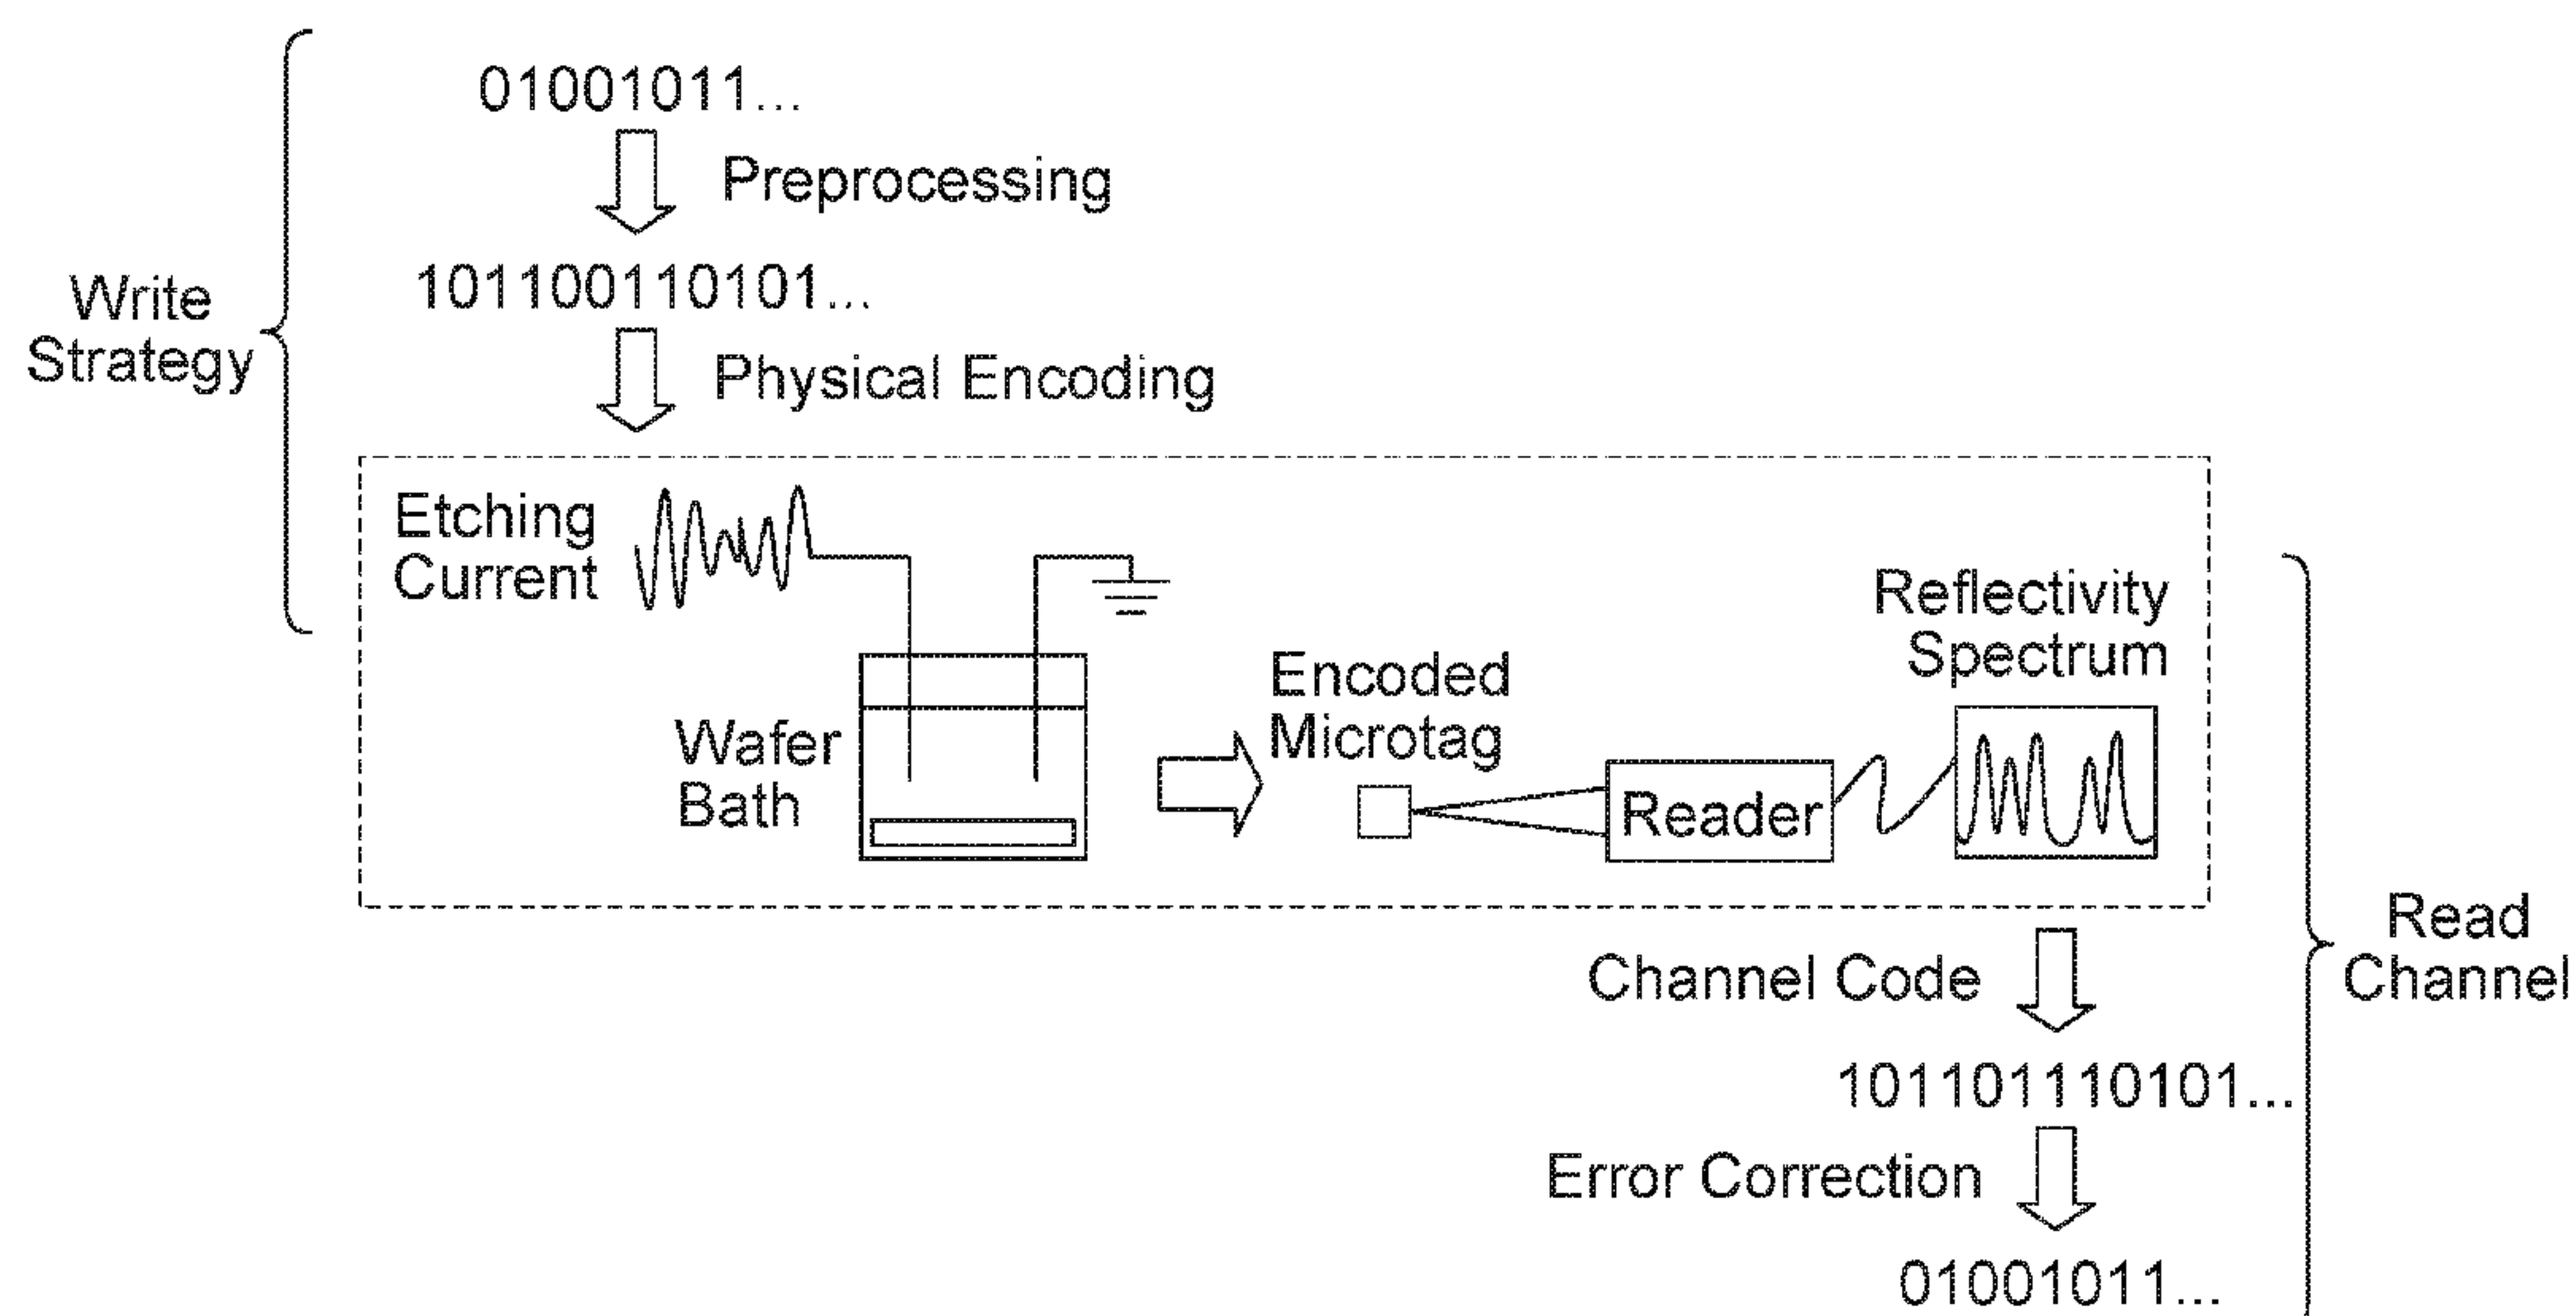 01001011...
Preprocessing
101100110101...
Write
Strategy
Physical Encoding
Etching
Current
Reflectivity
Spectrum
Encoded
Microtag
Wafer
Bath
Reader
Read
Channel
Channel Code
101101110101...
Error Correction
01001011...